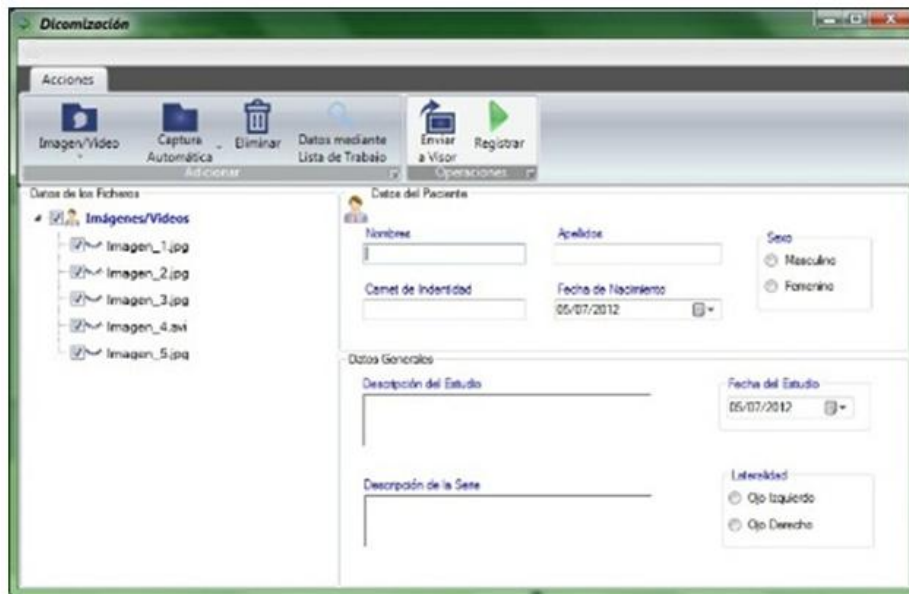 Dicomización
Acciones
Imagen/Video
Captura Automática
Eliminar
Datos mediante Lista de Trabajo
Enviar a Visor
Registrar
Adicionar
Operaciones
Datos de los Ficheros
Imágenes/Videos
Imagen_1.jpg
Imagen_2.jpg
Imagen_3.jpg
Imagen_4.avi
Imagen_5.jpg
Datos del Paciente
Nombres
Apellidos
Sexo
Masculino
Femenino
Carnet de Indentidad
Fecha de Nacimiento
05/07/2012
Datos Generales
Descripción del Estudio
Fecha del Estudio
05/07/2012
Descripción de la Serie
Lateralidad
Ojo Izquierdo
Ojo Derecho